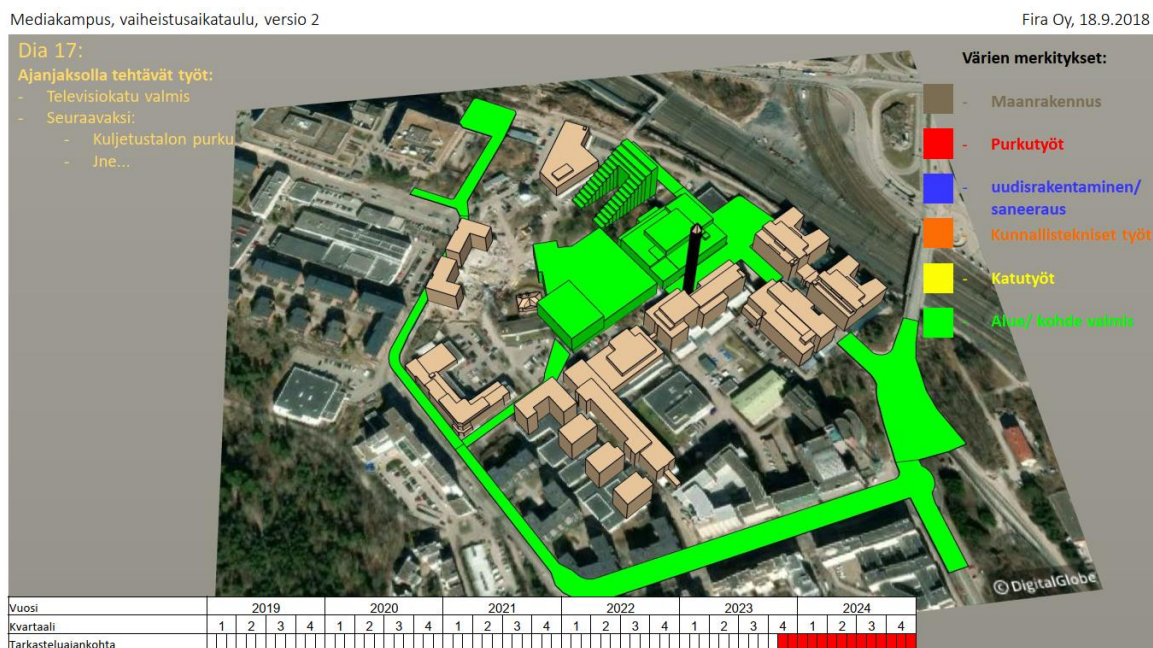 Mediakampus, vaiheistusaikataulu, versio 2
Fira Oy, 18.9.2018
Dia 17:
Ajanjaksolla tehtävät työt:
- Televisiokatu valmis
- Seuraavaksi:
- Kuljetustalon purku
- Jne...
Värien merkitykset:
- Maanrakennus
- Purkutyöt
- uudisrakentaminen/
saneeraus
- Kunnallistekniset työt
- Katutyöt
- Alue/ kohde valmis
© DigitalGlobe
Vuosi 2019 2020 2021 2022 2023 2024
Kvartaali 1 2 3 4 1 2 3 4 1 2 3 4 1 2 3 4 1 2 3 4 1 2 3 4
Tarkasteluajankohta